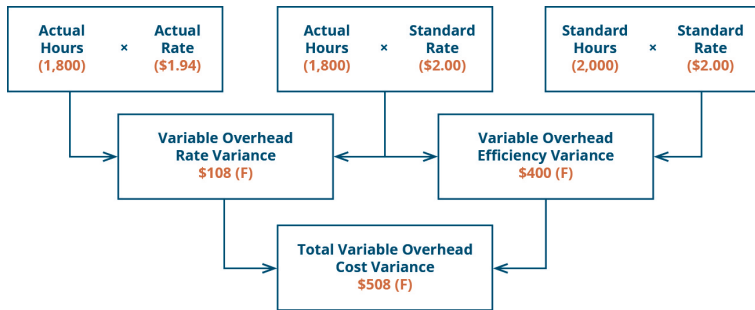 Actual Hours (1,800) × Actual Rate ($1.94)
Actual Hours (1,800) × Standard Rate ($2.00)
Standard Hours (2,000) × Standard Rate ($2.00)
Variable Overhead
Rate Variance
$108 (F)
Variable Overhead
Efficiency Variance
$400 (F)
Total Variable Overhead
Cost Variance
$508 (F)